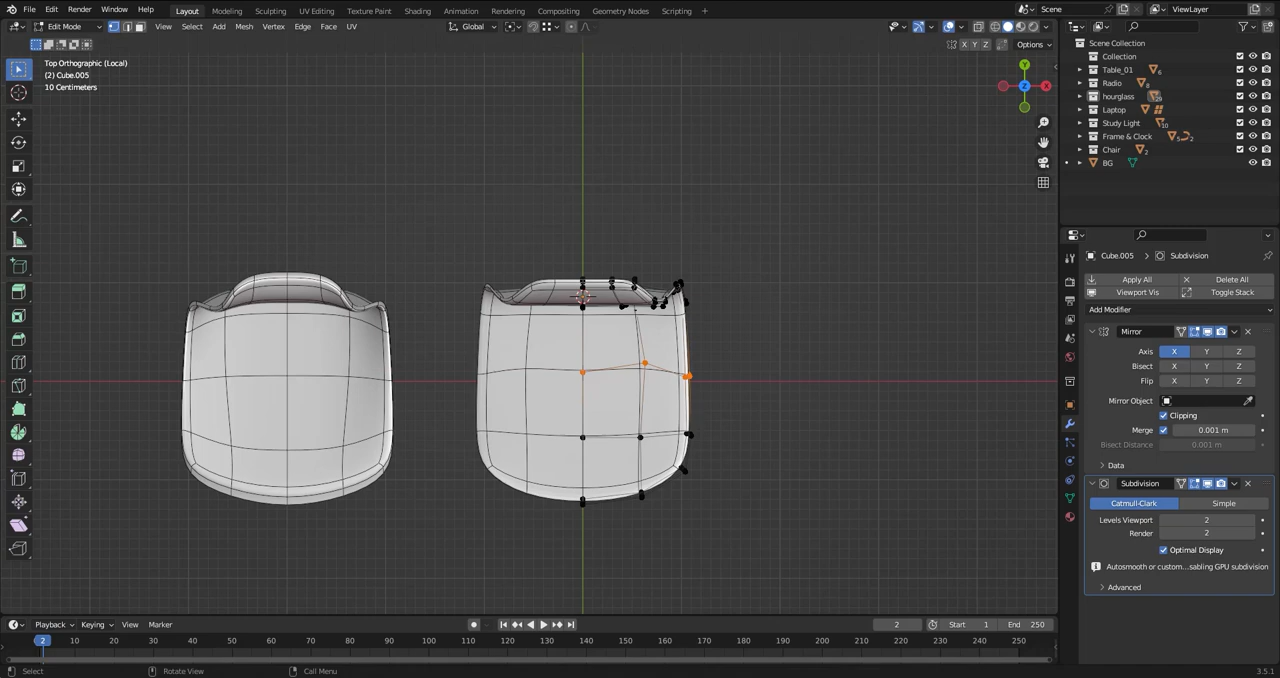 File Edit Render Window Help Layout Modeling Sculpting UV Editing Texture Paint Shading Animation Rendering Compositing Geometry Nodes Scripting + Scene ViewLayer
Edit Mode View Select Add Mesh Vertex Edge Face UV Global
X Y Z Options
Top Orthographic (Local)
(2) Cube.005
10 Centimeters
Y
Z X
Scene Collection
Collection
Table_01 6
Radio 8
hourglass 29
Laptop
Study Light 10
Frame & Clock 5 2
Chair 2
BG
Cube.005 Subdivision
Apply All Delete All
Viewport Vis Toggle Stack
Add Modifier
Mirror
Axis X Y Z
Bisect X Y Z
Flip X Y Z
Mirror Object
Clipping
Merge 0.001 m
Bisect Distance 0.001 m
Data
Subdivision
Catmull-Clark Simple
Levels Viewport 2
Render 2
Optimal Display
Autosmooth or custom...sabling GPU subdivision
Advanced
Playback Keying View Marker 2 Start 1 End 250
2 10 20 30 40 50 60 70 80 90 100 110 120 130 140 150 160 170 180 190 200 210 220 230 240 250
Select Rotate View Call Menu 3.5.1